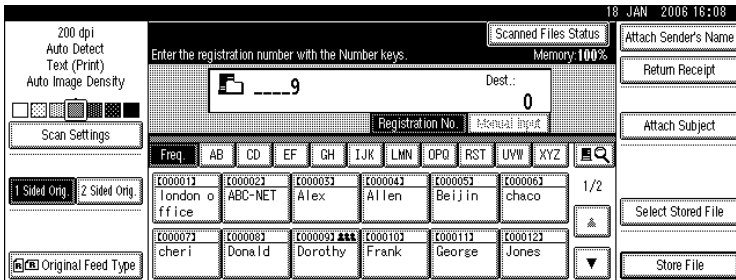 18 JAN 2006 16:08
200 dpi
Auto Detect
Text (Print)
Auto Image Density
Scan Settings
1 Sided Orig.
2 Sided Orig.
Original Feed Type
Scanned Files Status
Enter the registration number with the Number keys.
Memory:100%
____9
Dest.:
0
Registration No.
Manual Input
Freq.
AB
CD
EF
GH
IJK
LMN
OPQ
RST
UVW
XYZ
[00001]
london o
ffice
[00002]
ABC-NET
[00003]
Alex
[00004]
Allen
[00005]
Beijin
[00006]
chaco
[00007]
cheri
[00008]
Donald
[00009]
Dorothy
[00010]
Frank
[00011]
George
[00012]
Jones
1/2
▲
▼
Attach Sender's Name
Return Receipt
Attach Subject
Select Stored File
Store File